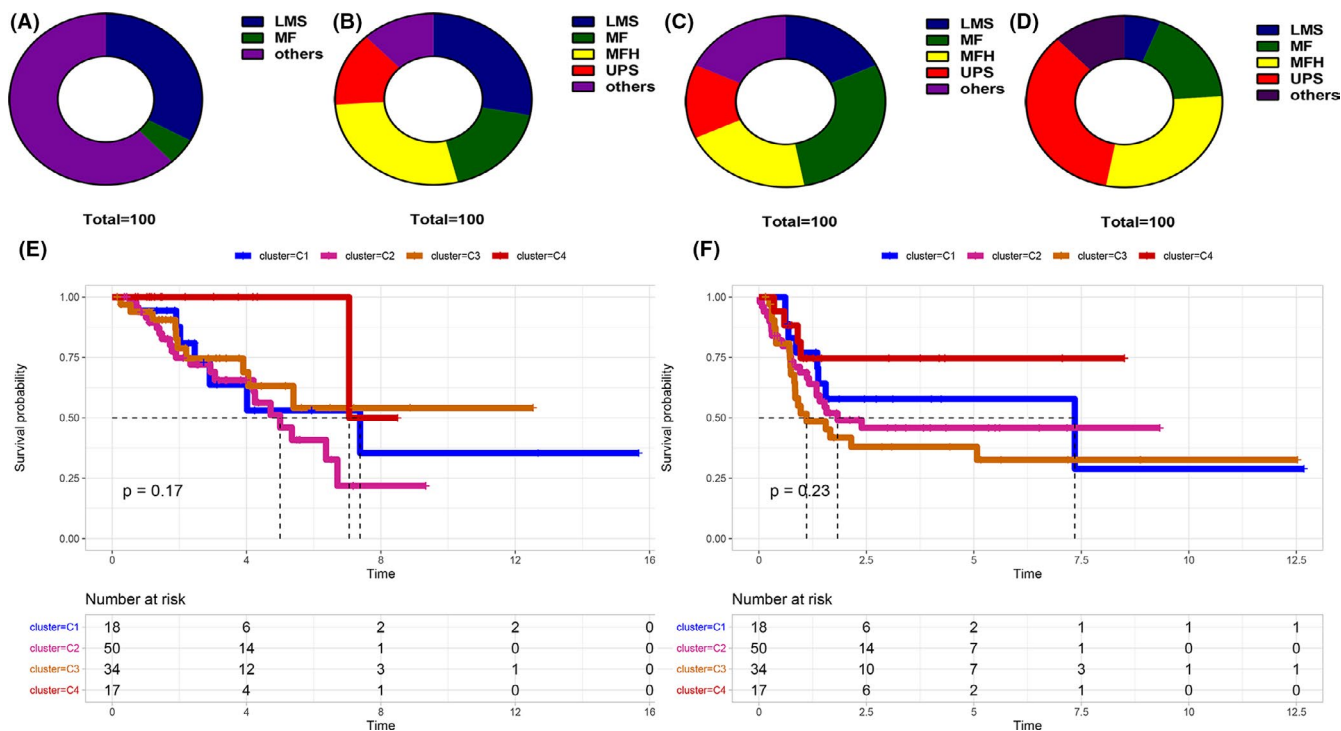 (A)
LMS
MF
others
Total=100
(B)
LMS
MF
MFH
UPS
others
Total=100
(C)
LMS
MF
MFH
UPS
ohers
Total=100
(D)
LMS
MF
MFH
UPS
others
Total=100
(E)
cluster=C1 cluster=C2 cluster=C3 cluster=C4
Survival probability
1.00
0.75
0.50
0.25
0.00
p = 0.17
0 4 8 12 16
Time
Number at risk
cluster=C1 18 6 2 2 0
cluster=C2 50 14 1 0 0
cluster=C3 34 12 3 1 0
cluster=C4 17 4 1 0 0
0 4 8 12 16
Time
(F)
cluster=C1 cluster=C2 cluster=C3 cluster=C4
Survival probability
1.00
0.75
0.50
0.25
0.00
p = 0.23
0 2.5 5 7.5 10 12.5
Time
Number at risk
cluster=C1 18 6 2 1 1 1
cluster=C2 50 14 7 1 0 0
cluster=C3 34 10 7 3 1 1
cluster=C4 17 6 2 1 0 0
0 2.5 5 7.5 10 12.5
Time